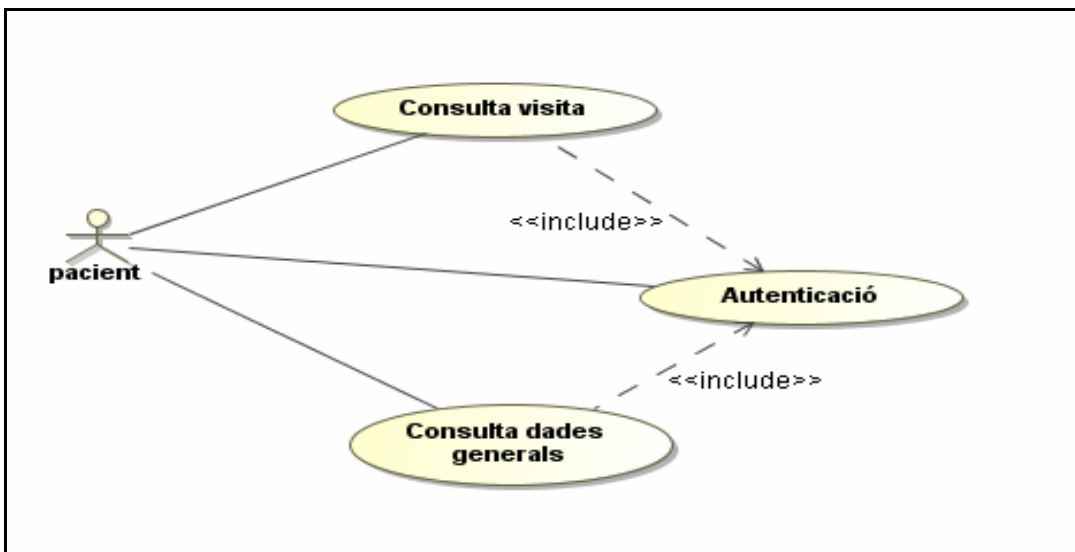 Consulta visita
<<include>>
pacient
Autenticació
<<include>>
Consulta dades
generals